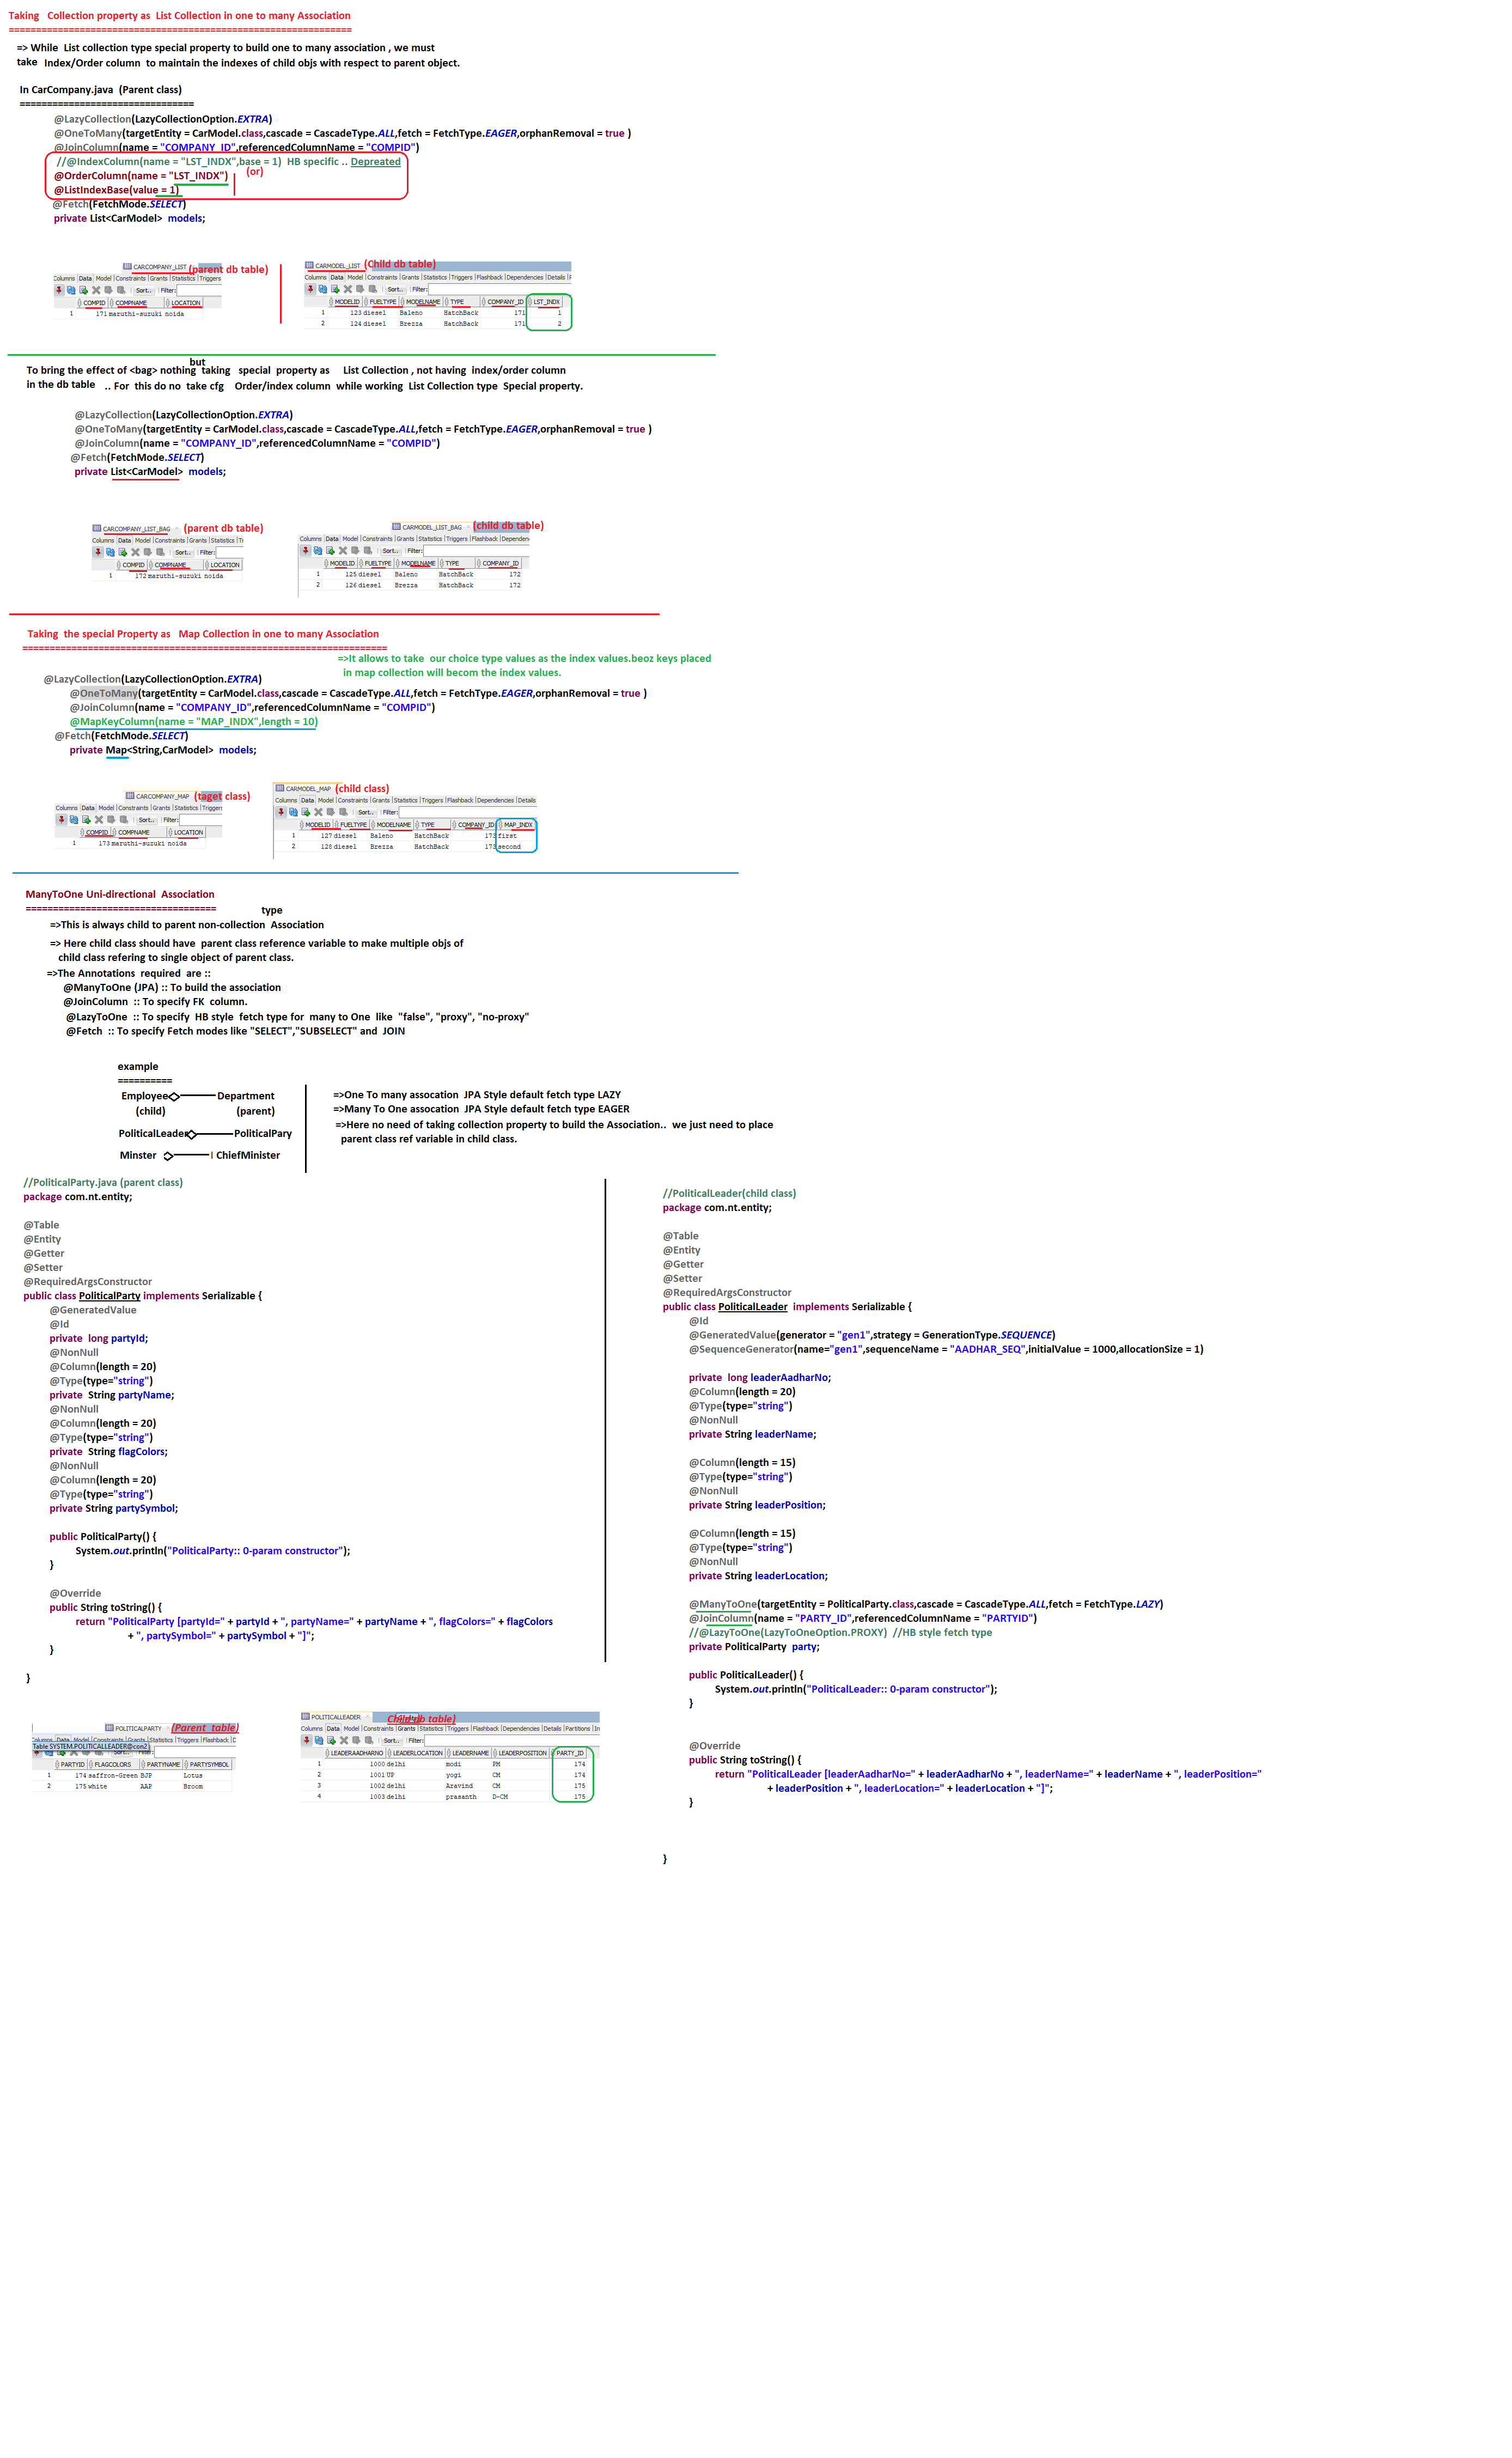 Taking   Collection property as  List Collection in one to many Association
===============================================================
=> While  List collection type special property to build one to many association , we must
take  Index/Order column  to maintain the indexes of child objs with respect to parent object.
In CarCompany.java  (Parent class)
================================
@LazyCollection(LazyCollectionOption.EXTRA)
@OneToMany(targetEntity = CarModel.class,cascade = CascadeType.ALL,fetch = FetchType.EAGER,orphanRemoval = true )
@JoinColumn(name = "COMPANY_ID",referencedColumnName = "COMPID")
//@IndexColumn(name = "LST_INDX",base = 1)  HB specific .. Depreated
@OrderColumn(name = "LST_INDX")    (or)
@ListIndexBase(value = 1)
@Fetch(FetchMode.SELECT)
private List<CarModel>  models;
CARCOMPANY_LIST (parent db table)
Columns Data Model Constraints Grants Statistics Triggers
Sort.. Filter:
COMPID COMPNAME LOCATION
1 171 maruthi-suzuki noida
CARMODEL_LIST (Child db table)
Columns Data Model Constraints Grants Statistics Triggers Flashback Dependencies Details
Sort.. Filter:
MODELID FUELTYPE MODELNAME TYPE COMPANY_ID LST_INDX
1 123 diesel Baleno HatchBack 171 1
2 124 diesel Brezza HatchBack 171 2
but
To bring the effect of <bag> nothing  taking   special  property as     List Collection , not having  index/order column
in the db table   .. For  this do no  take cfg    Order/index column  while working  List Collection type  Special property.
@LazyCollection(LazyCollectionOption.EXTRA)
@OneToMany(targetEntity = CarModel.class,cascade = CascadeType.ALL,fetch = FetchType.EAGER,orphanRemoval = true )
@JoinColumn(name = "COMPANY_ID",referencedColumnName = "COMPID")
@Fetch(FetchMode.SELECT)
private List<CarModel>  models;
CARCOMPANY_LIST_BAG (parent db table)
Columns Data Model Constraints Grants Statistics
Sort.. Filter:
COMPID COMPNAME LOCATION
1 172 maruthi-suzuki noida
CARMODEL_LIST_BAG (child db table)
Columns Data Model Constraints Grants Statistics Triggers Flashback Dependen
Sort.. Filter:
MODELID FUELTYPE MODELNAME TYPE COMPANY_ID
1 125 diesel Baleno HatchBack 172
2 126 diesel Brezza HatchBack 172
Taking  the special Property as   Map Collection in one to many Association
===================================================================
=>It allows to take  our choice type values as the index values.beoz keys placed
in map collection will becom the index values.
@LazyCollection(LazyCollectionOption.EXTRA)
@OneToMany(targetEntity = CarModel.class,cascade = CascadeType.ALL,fetch = FetchType.EAGER,orphanRemoval = true )
@JoinColumn(name = "COMPANY_ID",referencedColumnName = "COMPID")
@MapKeyColumn(name = "MAP_INDX",length = 10)
@Fetch(FetchMode.SELECT)
private Map<String,CarModel>  models;
CARCOMPANY_MAP (taget class)
Columns Data Model Constraints Grants Statistics Triggers
Sort.. Filter:
COMPID COMPNAME LOCATION
1 173 maruthi-suzuki noida
CARMODEL_MAP (child class)
Columns Data Model Constraints Grants Statistics Triggers Flashback Dependencies Details
Sort.. Filter:
MODELID FUELTYPE MODELNAME TYPE COMPANY_ID MAP_INDX
1 127 diesel Baleno HatchBack 173 first
2 128 diesel Brezza HatchBack 173 second
ManyToOne Uni-directional  Association
===================================
type
=>This is always child to parent non-collection  Association
=> Here child class should have  parent class reference variable to make multiple objs of
child class refering to single object of parent class.
=>The Annotations  required  are ::
@ManyToOne (JPA) :: To build the association
@JoinColumn  :: To specify FK  column.
@LazyToOne  :: To specify  HB style  fetch type for  many to One  like  "false", "proxy", "no-proxy"
@Fetch  :: To specify Fetch modes like "SELECT","SUBSELECT" and  JOIN
example
==========
Employee Department
(child) (parent)
PoliticalLeader PoliticalPary
Minster ChiefMinister
=>One To many assocation  JPA Style default fetch type LAZY
=>Many To One assocation  JPA Style default fetch type EAGER
=>Here no need of taking collection property to build the Association..  we just need to place
parent class ref variable in child class.
//PoliticalParty.java (parent class)
package com.nt.entity;
@Table
@Entity
@Getter
@Setter
@RequiredArgsConstructor
public class PoliticalParty implements Serializable {
@GeneratedValue
@Id
private  long partyId;
@NonNull
@Column(length = 20)
@Type(type="string")
private  String partyName;
@NonNull
@Column(length = 20)
@Type(type="string")
private  String flagColors;
@NonNull
@Column(length = 20)
@Type(type="string")
private String partySymbol;
public PoliticalParty() {
System.out.println("PoliticalParty:: 0-param constructor");
}
@Override
public String toString() {
return "PoliticalParty [partyId=" + partyId + ", partyName=" + partyName + ", flagColors=" + flagColors
+ ", partySymbol=" + partySymbol + "]";
}
}
//PoliticalLeader(child class)
package com.nt.entity;
@Table
@Entity
@Getter
@Setter
@RequiredArgsConstructor
public class PoliticalLeader  implements Serializable {
@Id
@GeneratedValue(generator = "gen1",strategy = GenerationType.SEQUENCE)
@SequenceGenerator(name="gen1",sequenceName = "AADHAR_SEQ",initialValue = 1000,allocationSize = 1)
private  long leaderAadharNo;
@Column(length = 20)
@Type(type="string")
@NonNull
private String leaderName;
@Column(length = 15)
@Type(type="string")
@NonNull
private String leaderPosition;
@Column(length = 15)
@Type(type="string")
@NonNull
private String leaderLocation;
@ManyToOne(targetEntity = PoliticalParty.class,cascade = CascadeType.ALL,fetch = FetchType.LAZY)
@JoinColumn(name = "PARTY_ID",referencedColumnName = "PARTYID")
//@LazyToOne(LazyToOneOption.PROXY)  //HB style fetch type
private PoliticalParty  party;
public PoliticalLeader() {
System.out.println("PoliticalLeader:: 0-param constructor");
}
@Override
public String toString() {
return "PoliticalLeader [leaderAadharNo=" + leaderAadharNo + ", leaderName=" + leaderName + ", leaderPosition="
+ leaderPosition + ", leaderLocation=" + leaderLocation + "]";
}
}
POLITICALPARTY (Parent  table)
Columns Data Model Constraints Grants Statistics Triggers Flashback
Table SYSTEM.POLITICALLEADER@con2
Sort.. Filter:
PARTYID FLAGCOLORS PARTYNAME PARTYSYMBOL
1 174 saffron-Green BJP Lotus
2 175 white AAP Broom
POLITICALLEADER Child db table)
Columns Data Model Constraints Grants Statistics Triggers Flashback Dependencies Details Partitions In
Sort.. Filter:
LEADERAADHARNO LEADERLOCATION LEADERNAME LEADERPOSITION PARTY_ID
1 1000 delhi modi PM 174
2 1001 UP yogi CM 174
3 1002 delhi Aravind CM 175
4 1003 delhi prasanth D-CM 175